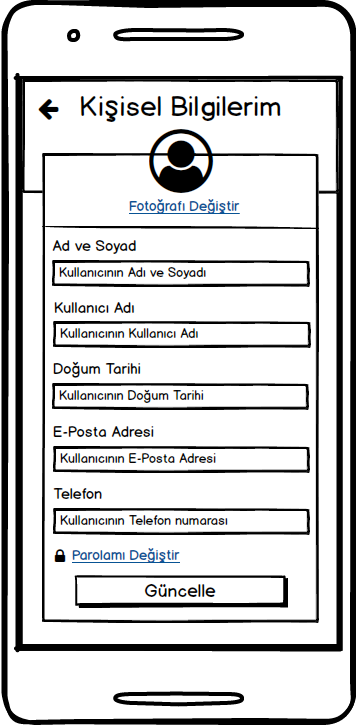 Kişisel Bilgilerim
Fotoğrafı Değiştir
Ad ve Soyad
Kullanıcının Adı ve Soyadı
Kullanıcı Adı
Kullanıcının Kullanıcı Adı
Doğum Tarihi
Kullanıcının Doğum Tarihi
E-Posta Adresi
Kullanıcının E-Posta Adresi
Telefon
Kullanıcının Telefon numarası
Parolamı Değiştir
Güncelle